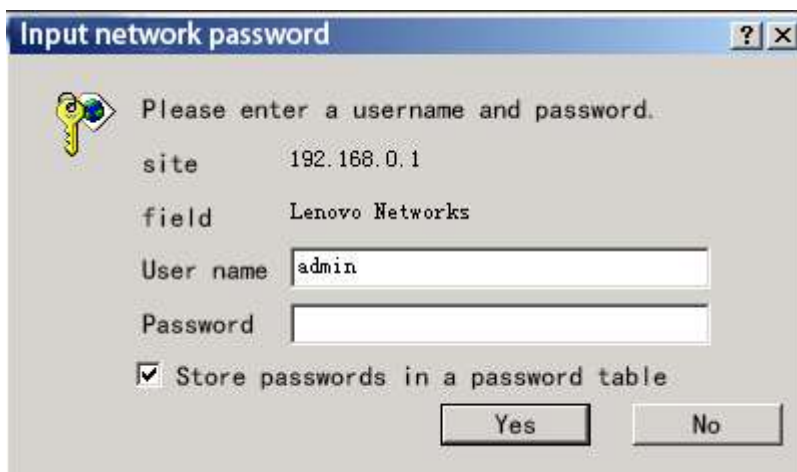 Input network password
Please enter a username and password.
site 192.168.0.1
field Lenovo Networks
User name admin
Password
Store passwords in a password table
Yes No